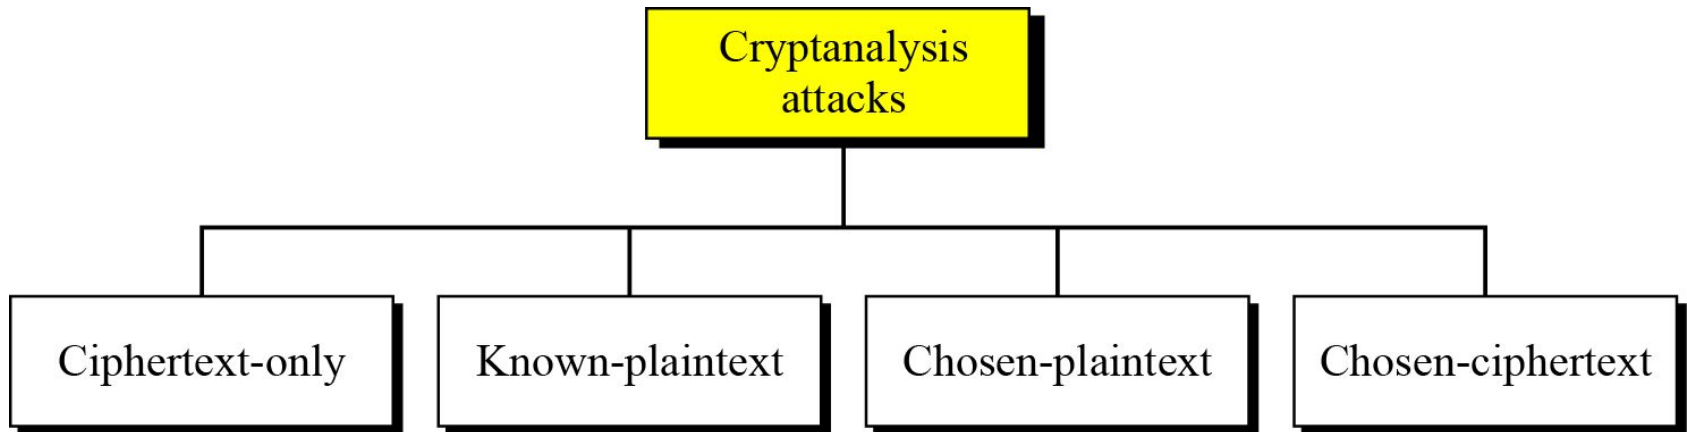 Cryptanalysis
attacks
Ciphertext-only
Known-plaintext
Chosen-plaintext
Chosen-ciphertext